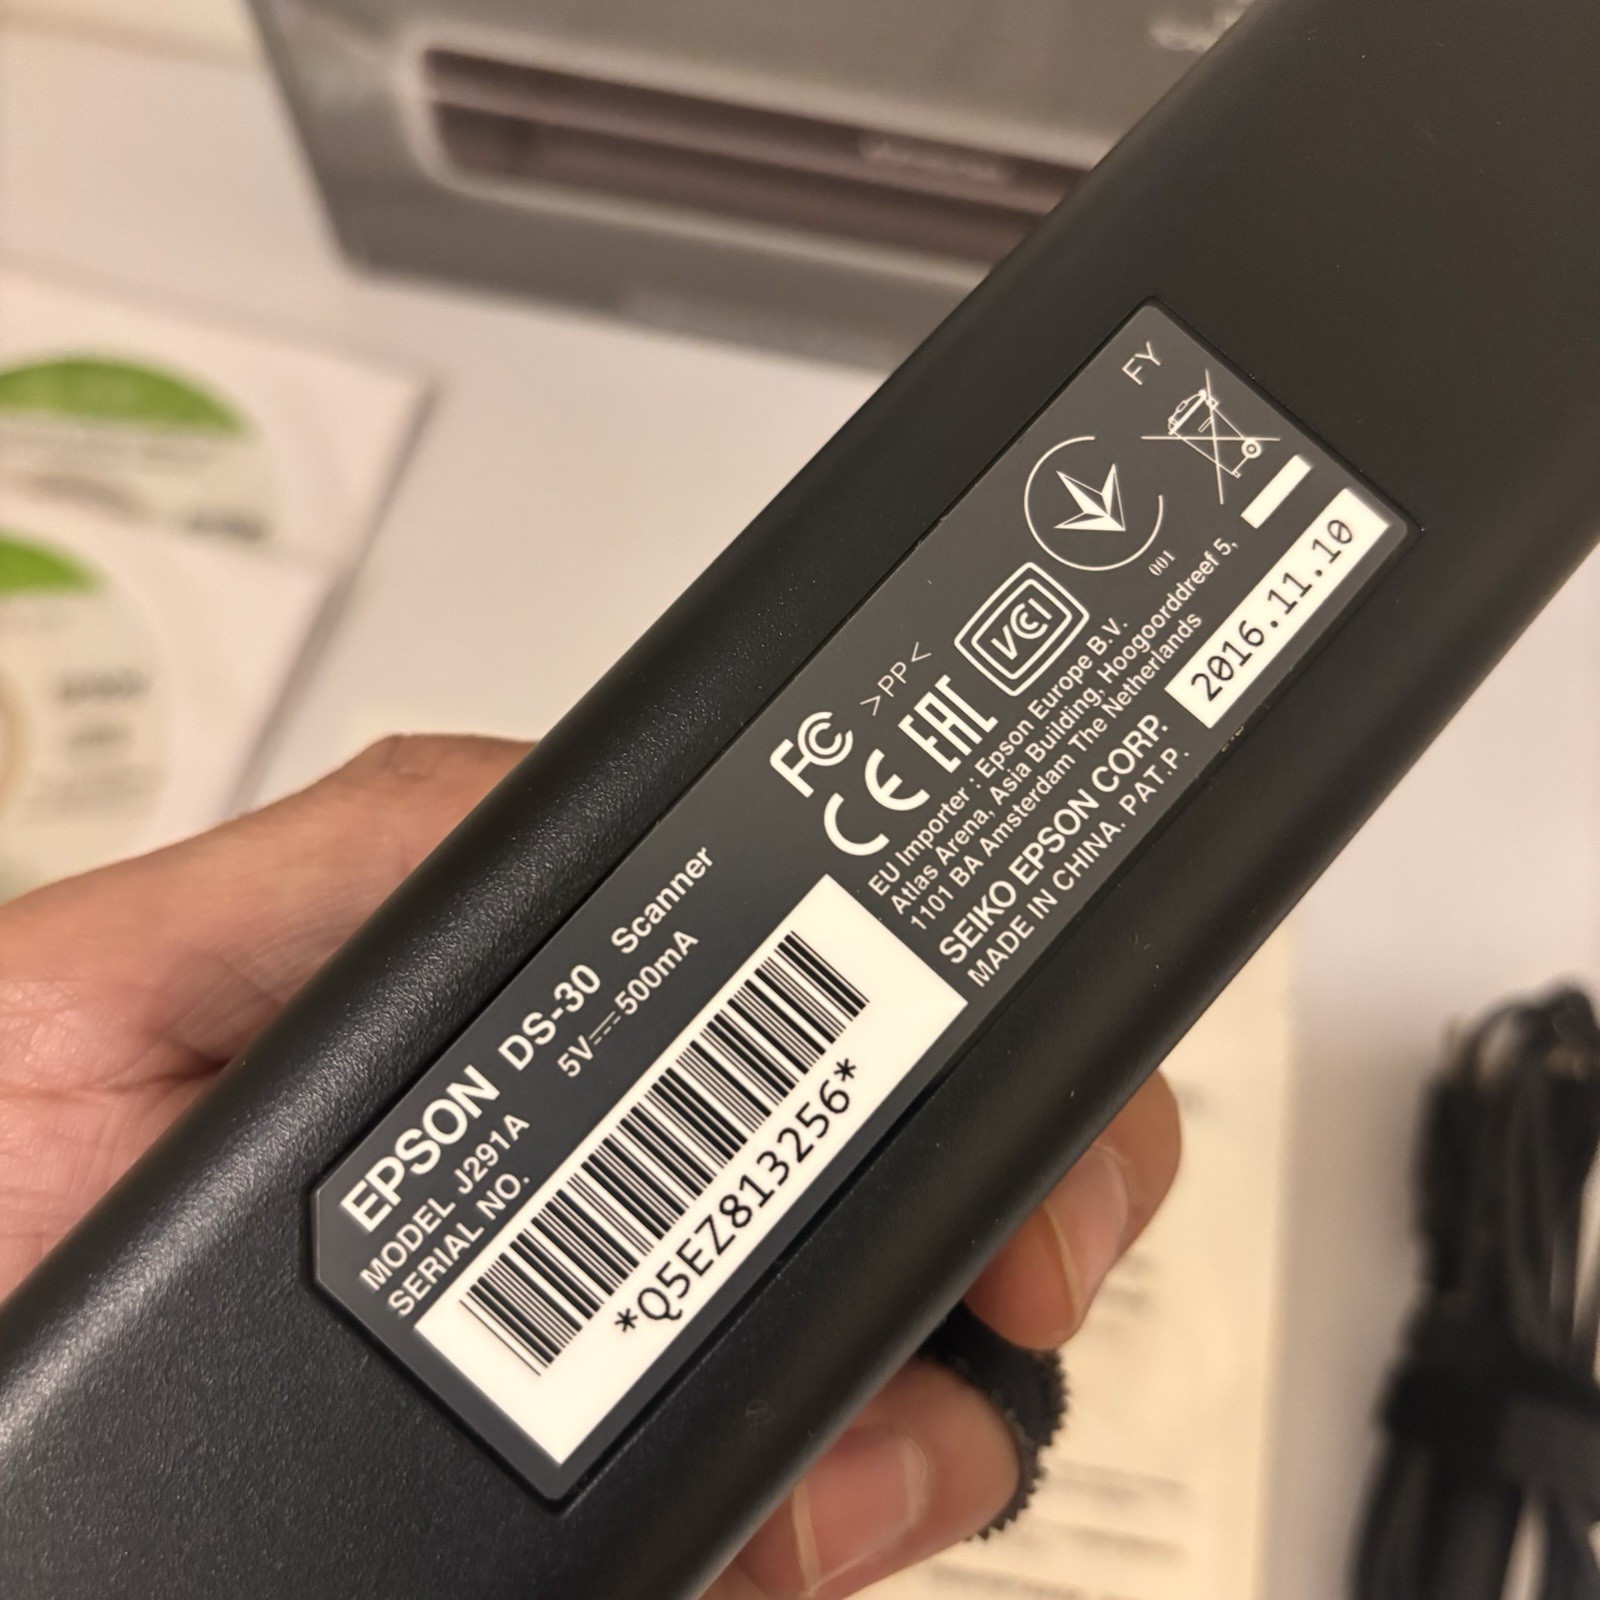 EPSON DS-30 Scanner
MODEL J291A 5V⎓500mA
SERIAL NO.
*Q5EZ813256*
FC >PP<
CE EAC VCCI
001
FY
EU Importer : Epson Europe B.V.
Atlas Arena, Asia Building, Hoogoorddreef 5,
1101 BA Amsterdam The Netherlands
SEIKO EPSON CORP.
MADE IN CHINA. PAT.P.
2016.11.10